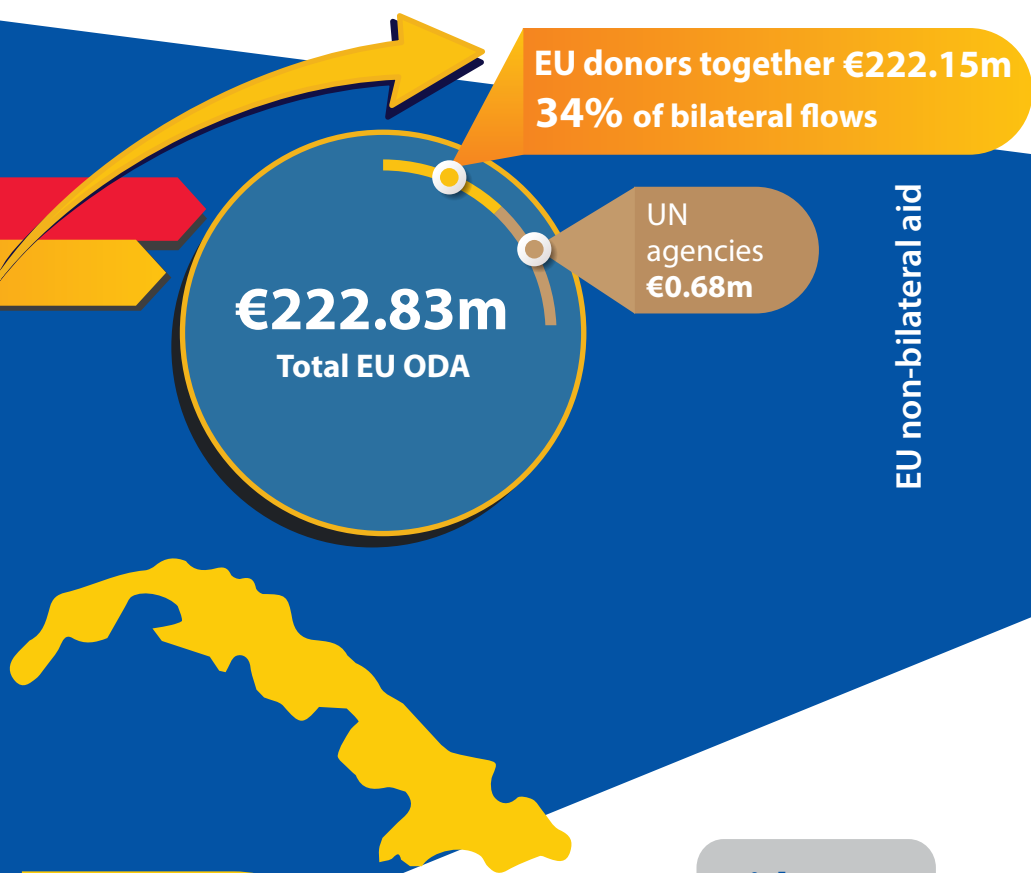 EU donors together €222.15m
34% of bilateral flows
UN
agencies
€0.68m
€222.83m
Total EU ODA
EU non-bilateral aid